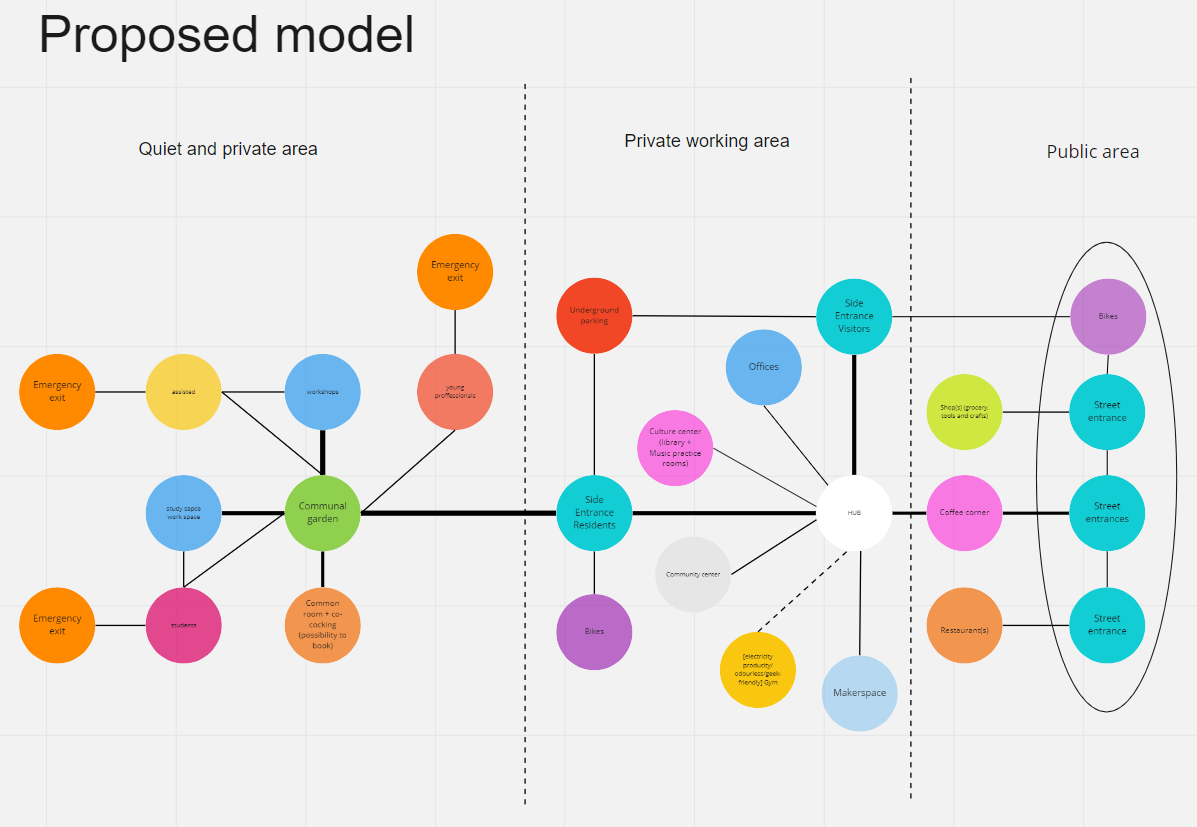 Proposed model
Quiet and private area
Private working area
Public area
Emergency
exit
Emergency
exit
assisted
workshops
young
proffessionals
study sapce
work space
Communal
garden
Emergency
exit
students
Common
room + co-
cocking
(possibility to
book)
Underground
parking
Side
Entrance
Visitors
Offices
Culture center
(library +
Music practice
rooms)
Side
Entrance
Residents
HUB
Community center
Bikes
[electricity
producity/
odourless/geek-
friendly] Gym
Makerspace
Bikes
Shop(s) (grocery,
tools and crafts)
Street
entrance
Coffee corner
Street
entrances
Restaurant(s)
Street
entrance